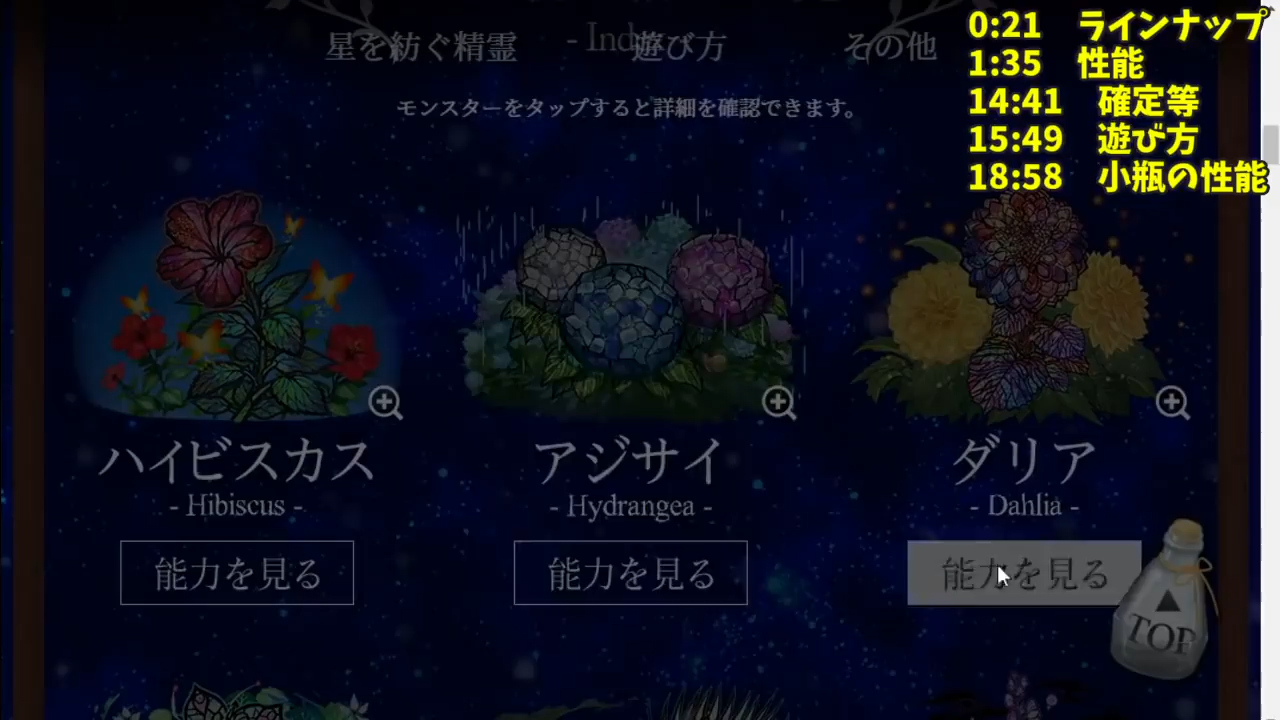 0:21 ラインナップ
1:35 性能
14:41 確定等
15:49 遊び方
18:58 小瓶の性能
星を紡ぐ精霊
遊び方
その他
モンスターをタップすると詳細を確認できます。
ハイビスカス
- Hibiscus -
能力を見る
アジサイ
- Hydrangea -
能力を見る
ダリア
- Dahlia -
能力を見る
TOP